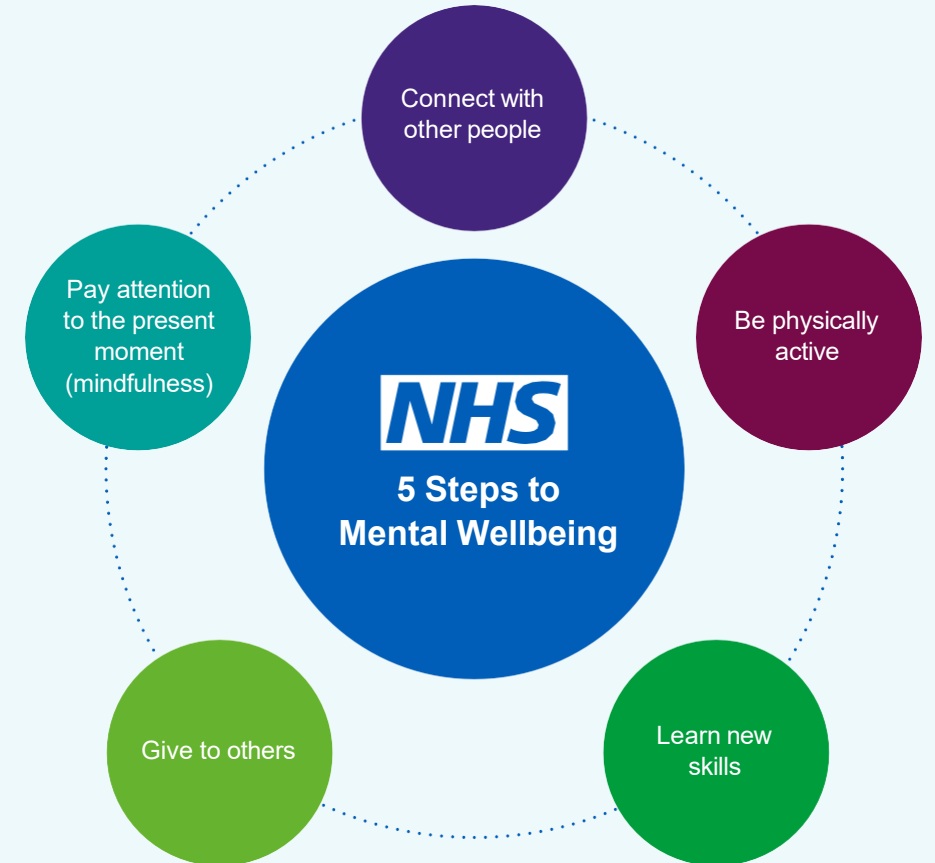 Connect with
other people
Be physically
active
Learn new
skills
Give to others
Pay attention
to the present
moment
(mindfulness)
NHS
5 Steps to
Mental Wellbeing